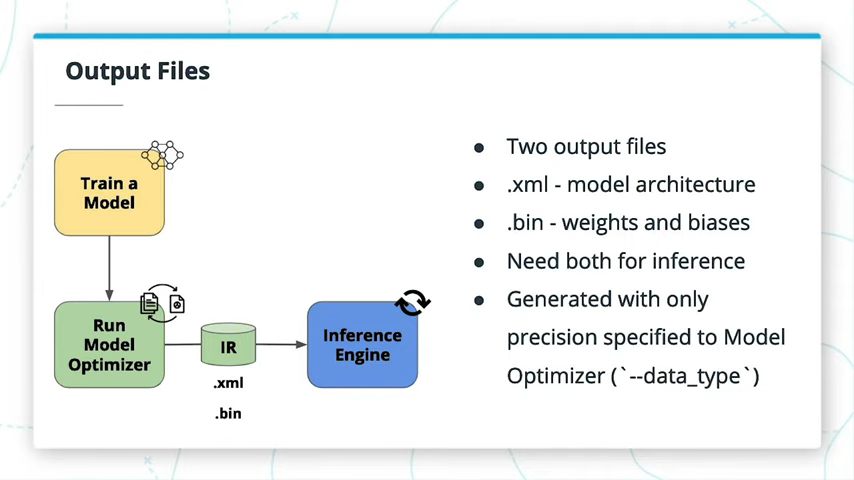 Output Files
Train a
Model
Run
Model
Optimizer
IR
.xml
.bin
Inference
Engine
● Two output files
● .xml - model architecture
● .bin - weights and biases
● Need both for inference
● Generated with only
precision specified to Model
Optimizer (`--data_type`)